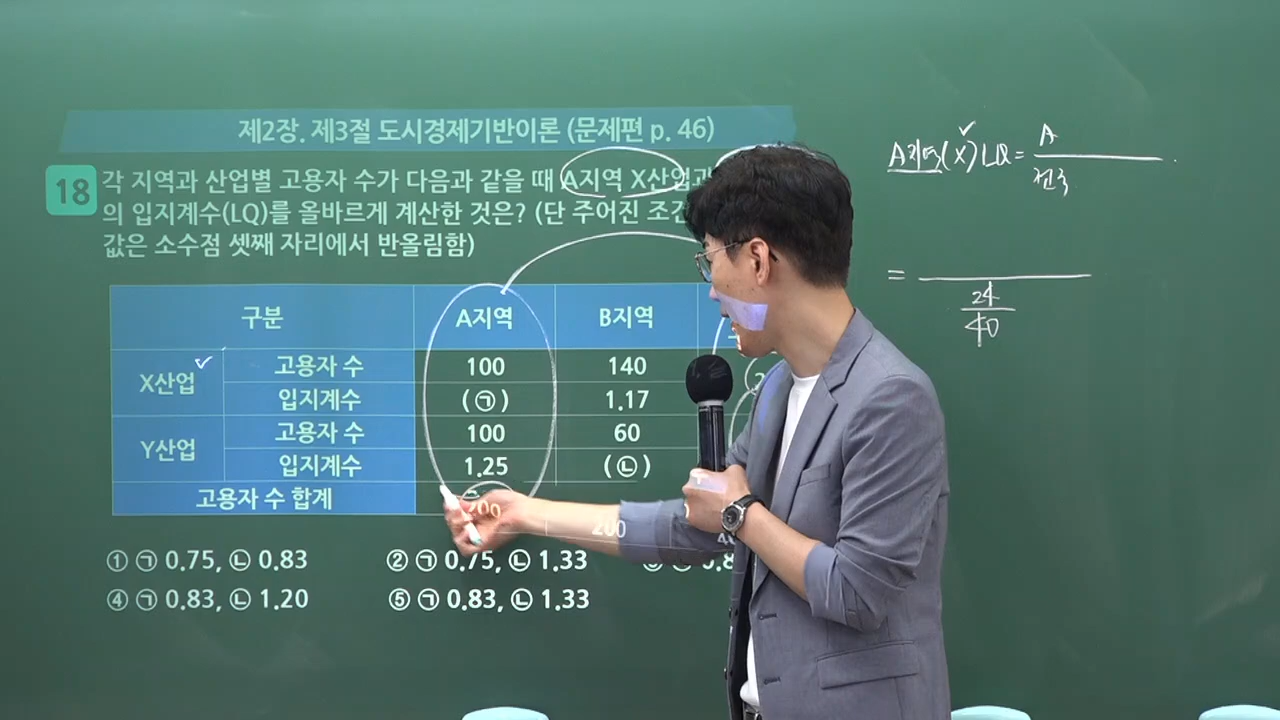 제2장. 제3절 도시경제기반이론 (문제편 p. 46)
18 각 지역과 산업별 고용자 수가 다음과 같을 때 A지역 X산업과
의 입지계수(LQ)를 올바르게 계산한 것은? (단 주어진 조건
값은 소수점 셋째 자리에서 반올림함)
구분 A지역 B지역
X산업 고용자 수 100 140
입지계수 (㉠) 1.17
Y산업 고용자 수 100 60
입지계수 1.25 (㉡)
고용자 수 합계 200 200
① ㉠ 0.75, ㉡ 0.83 ② ㉠ 0.75, ㉡ 1.33
④ ㉠ 0.83, ㉡ 1.20 ⑤ ㉠ 0.83, ㉡ 1.33
A지역(X) LQ = A
전국
=
24
40